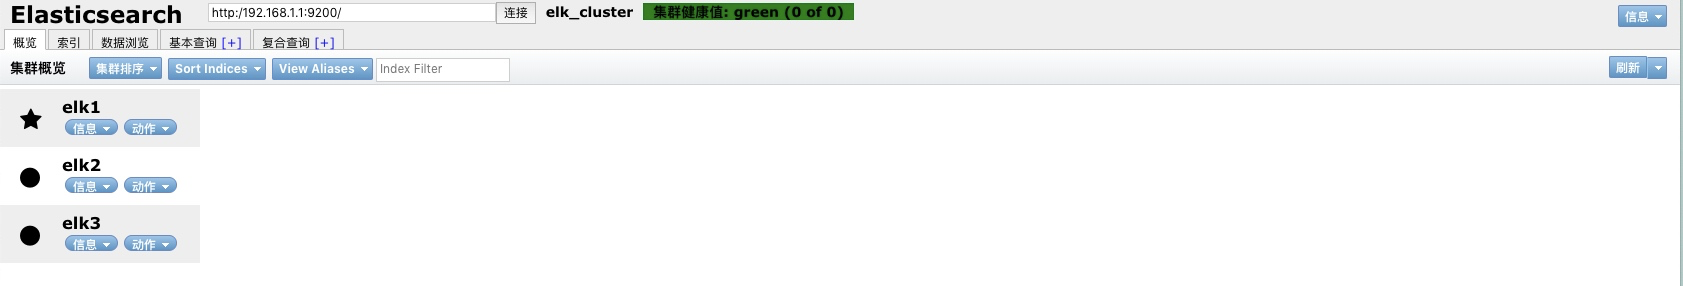 Elasticsearch http:/192.168.1.1:9200/ 连接 elk_cluster 集群健康值: green (0 of 0) 信息
概览 索引 数据浏览 基本查询 [+] 复合查询 [+]
集群概览 集群排序 Sort Indices View Aliases Index Filter 刷新
elk1
信息 动作
elk2
信息 动作
elk3
信息 动作